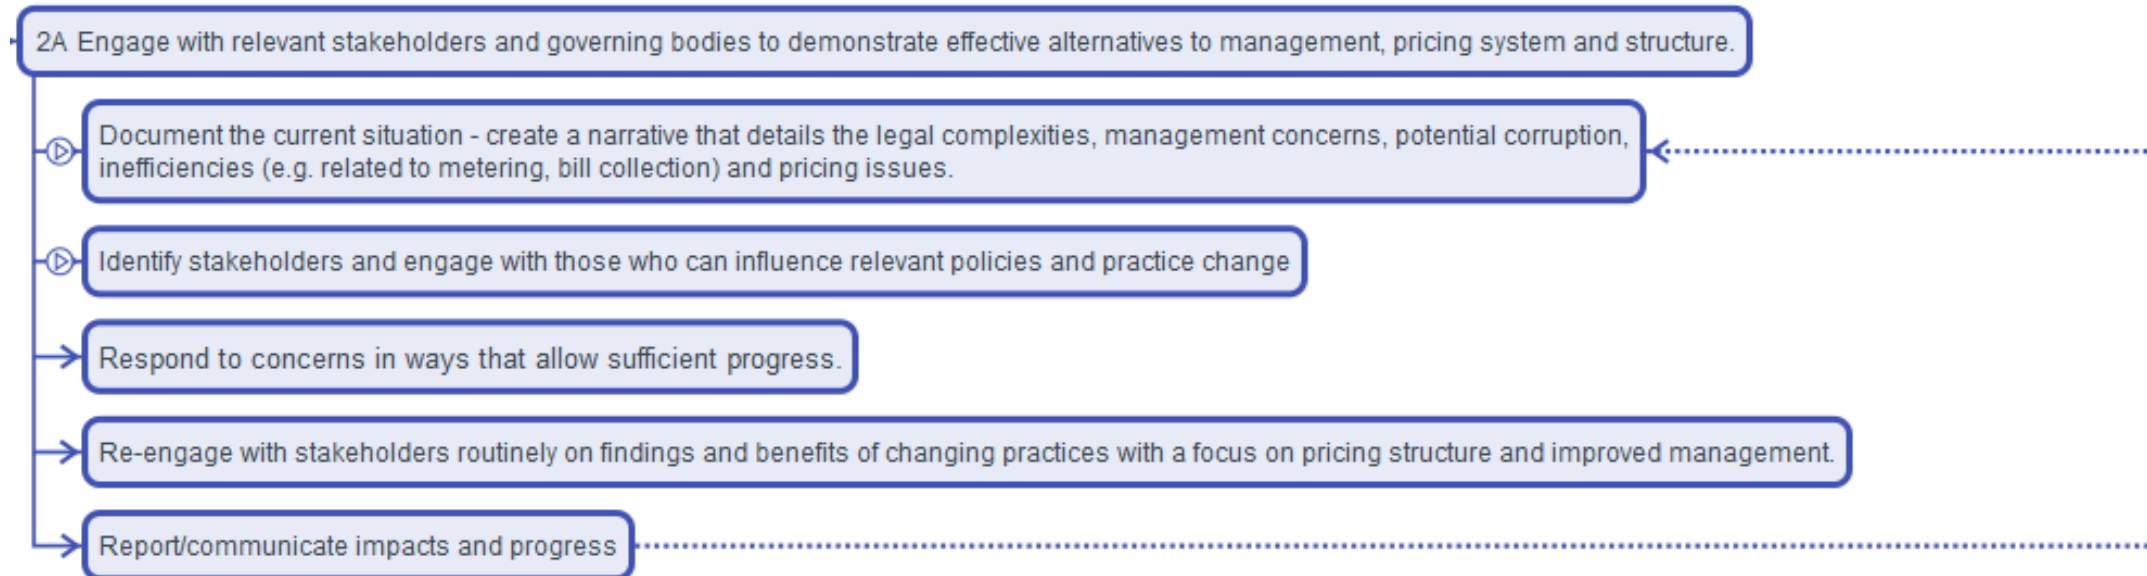 2A Engage with relevant stakeholders and governing bodies to demonstrate effective alternatives to management, pricing system and structure.
Document the current situation - create a narrative that details the legal complexities, management concerns, potential corruption,
inefficiencies (e.g. related to metering, bill collection) and pricing issues.
Identify stakeholders and engage with those who can influence relevant policies and practice change
Respond to concerns in ways that allow sufficient progress.
Re-engage with stakeholders routinely on findings and benefits of changing practices with a focus on pricing structure and improved management.
Report/communicate impacts and progress